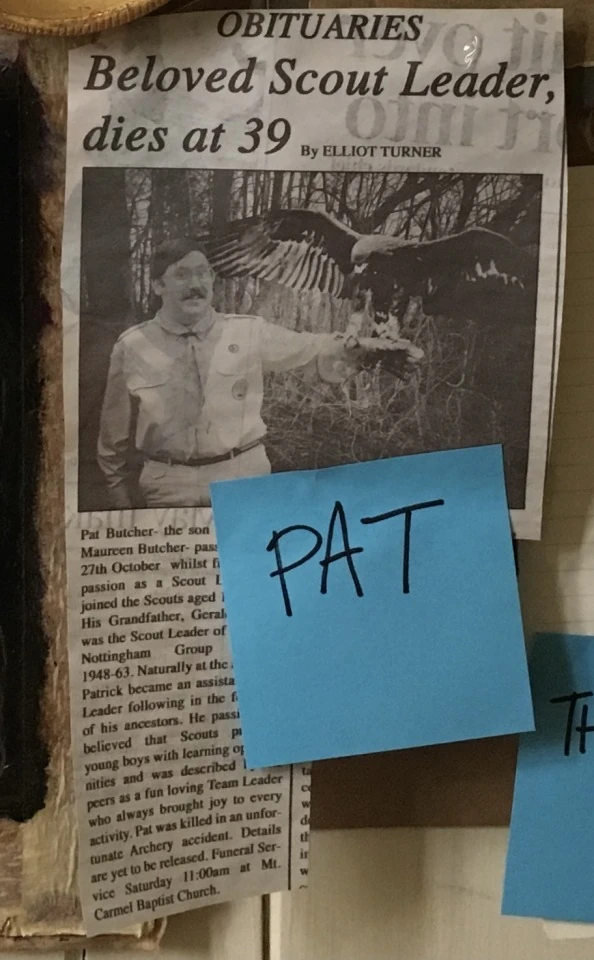 OBITUARIES
Beloved Scout Leader,
dies at 39 By ELLIOT TURNER
Pat Butcher- the son
Maureen Butcher- pas
27th October whilst f
passion as a Scout L
joined the Scouts aged
His Grandfather, Geral
was the Scout Leader of
Nottingham Group
1948-63. Naturally at the
Patrick became an assista
Leader following in the f
of his ancestors. He passi
believed that Scouts p
young boys with learning op
nities and was described
peers as a fun loving Team Leader
who always brought joy to every
activity. Pat was killed in an unfor-
tunate Archery accident. Details
are yet to be released. Funeral Ser-
vice Saturday 11:00am at Mt.
Carmel Baptist Church.
PAT
TH